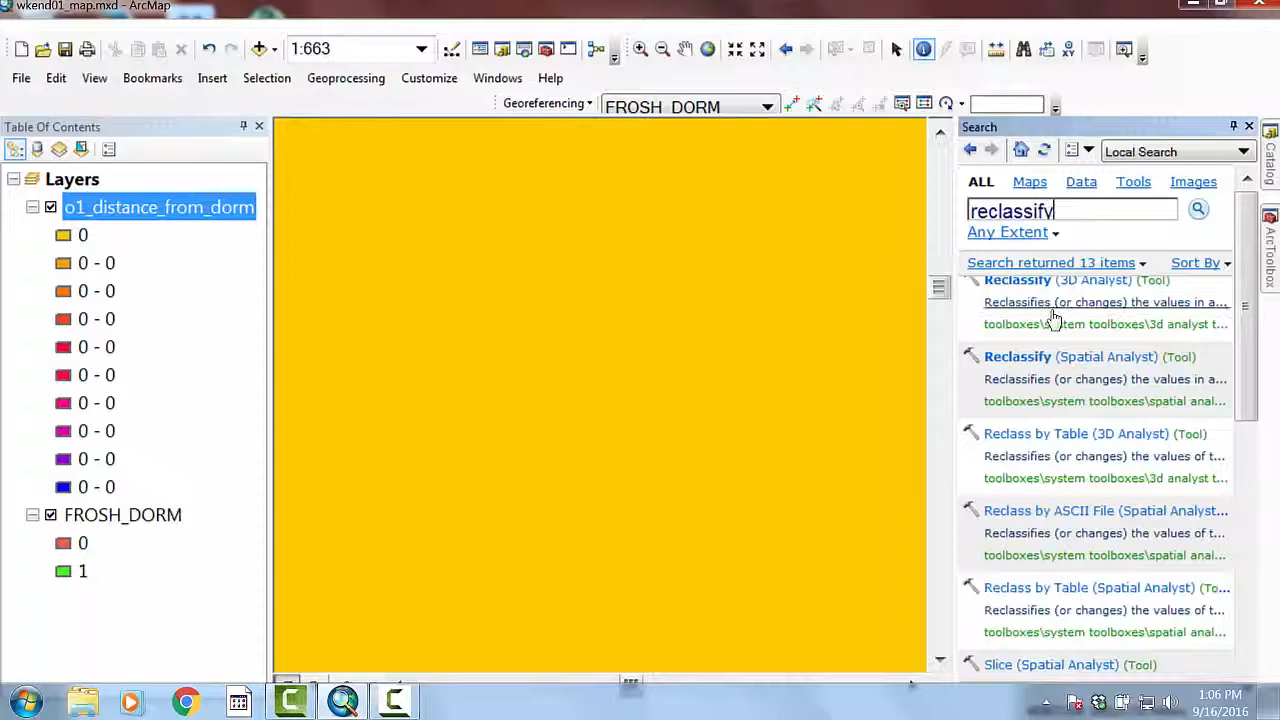 wkend01_map.mxd - ArcMap
1:663
File Edit View Bookmarks Insert Selection Geoprocessing Customize Windows Help
Georeferencing FROSH_DORM
Table Of Contents
Layers
o1_distance_from_dorm
0
0 - 0
0 - 0
0 - 0
0 - 0
0 - 0
0 - 0
0 - 0
0 - 0
0 - 0
FROSH_DORM
0
1
Search
Local Search
ALL Maps Data Tools Images
reclassify
Any Extent
Search returned 13 items Sort By
Reclassify (3D Analyst) (Tool)
Reclassifies (or changes) the values in a...
toolboxes\system toolboxes\3d analyst t...
Reclassify (Spatial Analyst) (Tool)
Reclassifies (or changes) the values in a...
toolboxes\system toolboxes\spatial anal...
Reclass by Table (3D Analyst) (Tool)
Reclassifies (or changes) the values of t...
toolboxes\system toolboxes\3d analyst t...
Reclass by ASCII File (Spatial Analyst...
Reclassifies (or changes) the values of t...
toolboxes\system toolboxes\spatial anal...
Reclass by Table (Spatial Analyst) (To...
Reclassifies (or changes) the values of t...
toolboxes\system toolboxes\spatial anal...
Slice (Spatial Analyst) (Tool)
Catalog
ArcToolbox
1:06 PM
9/16/2016